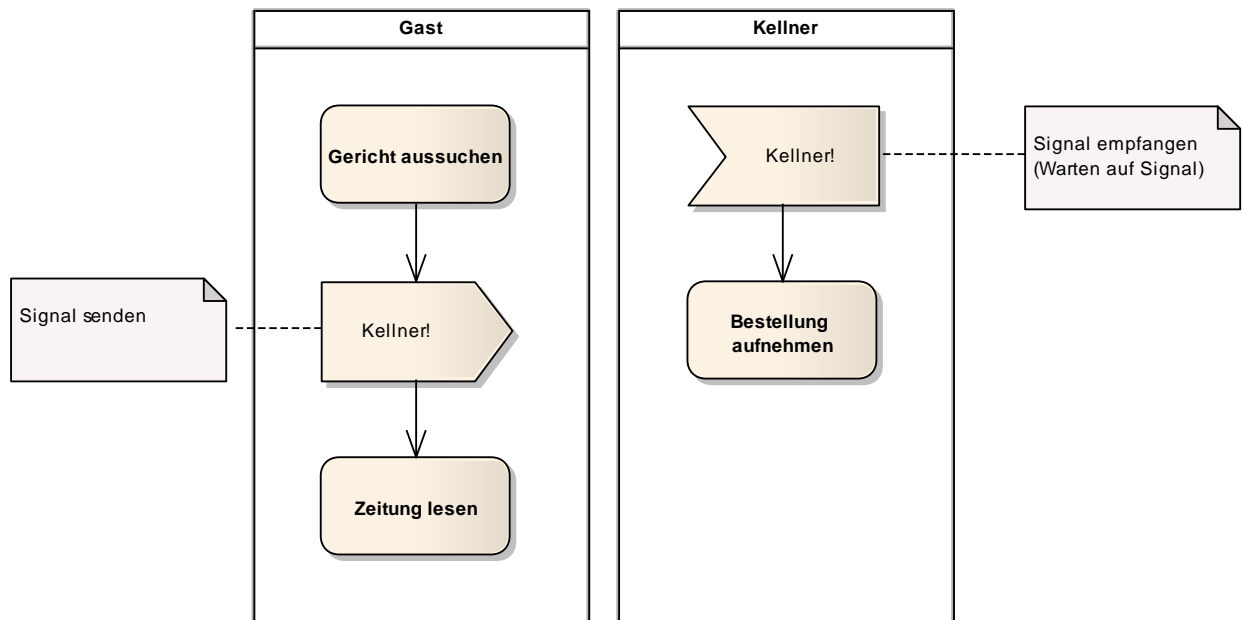 Gast
Kellner
Gericht aussuchen
Kellner!
Signal empfangen
(Warten auf Signal)
Signal senden
Kellner!
Bestellung
aufnehmen
Zeitung lesen